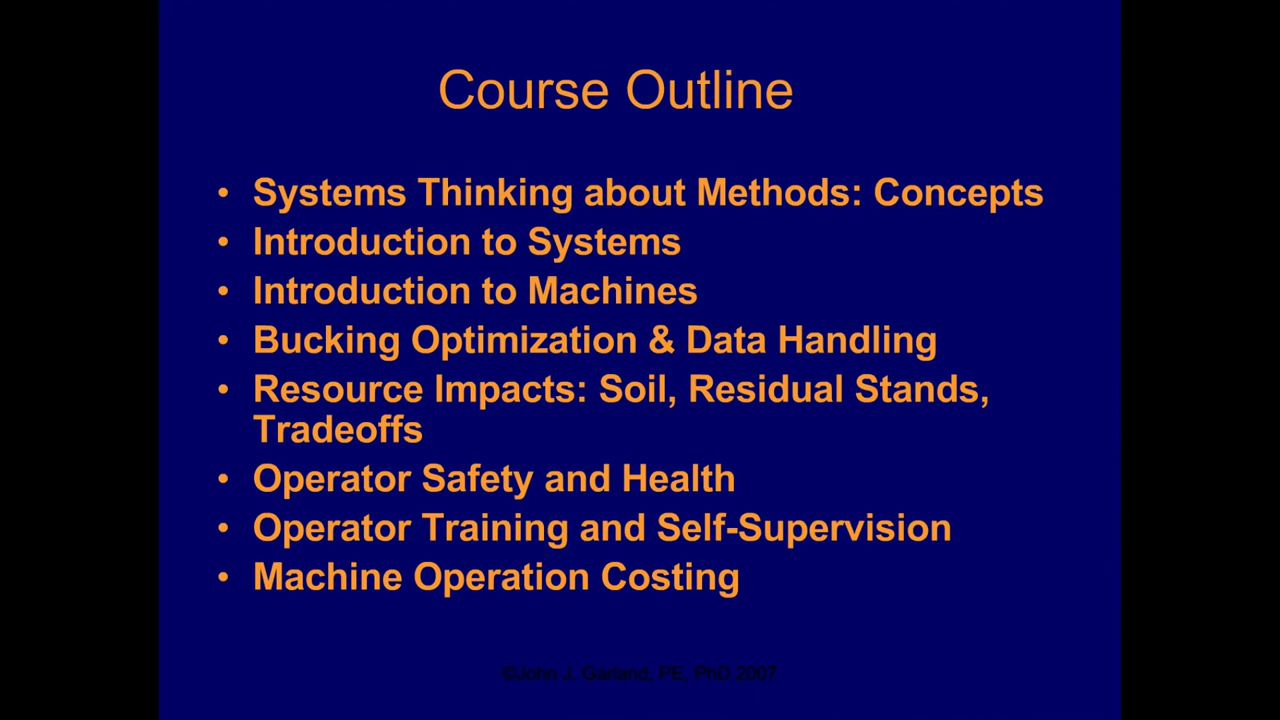 Course Outline
• Systems Thinking about Methods: Concepts
• Introduction to Systems
• Introduction to Machines
• Bucking Optimization & Data Handling
• Resource Impacts: Soil, Residual Stands,
Tradeoffs
• Operator Safety and Health
• Operator Training and Self-Supervision
• Machine Operation Costing
©John J. Garland, PE, PhD 2007